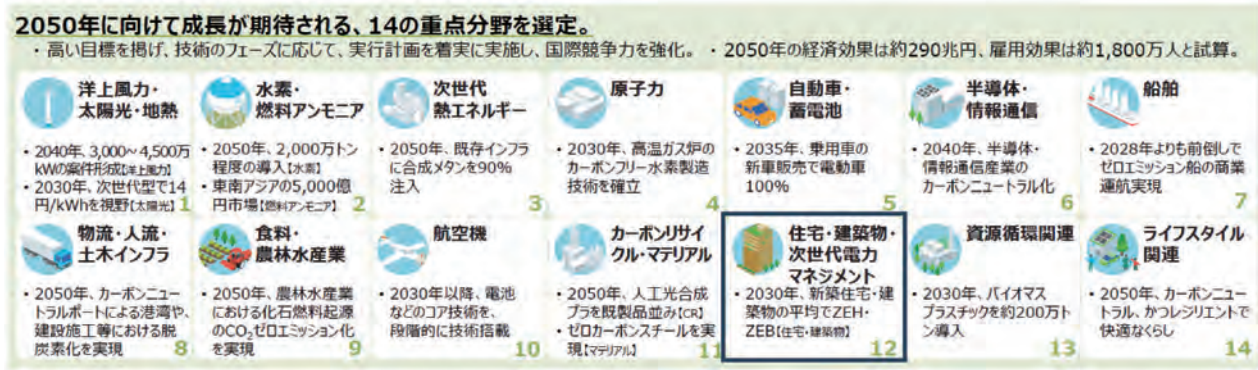 2050年に向けて成長が期待される、14の重点分野を選定。
・高い目標を掲げ、技術のフェーズに応じて、実行計画を着実に実施し、国際競争力を強化。 ・2050年の経済効果は約290兆円、雇用効果は約1,800万人と試算。
洋上風力・
太陽光・地熱
・2040年、3,000～4,500万
kWの案件形成【洋上風力】
・2030年、次世代型で14
円/kWhを視野【太陽光】
1
水素・
燃料アンモニア
・2050年、2,000万トン
程度の導入【水素】
・東南アジアの5,000億
円市場【燃料アンモニア】
2
次世代
熱エネルギー
・2050年、既存インフラ
に合成メタンを90%
注入
3
原子力
・2030年、高温ガス炉の
カーボンフリー水素製造
技術を確立
4
自動車・
蓄電池
・2035年、乗用車の
新車販売で電動車
100%
5
半導体・
情報通信
・2040年、半導体・
情報通信産業の
カーボンニュートラル化
6
船舶
・2028年よりも前倒しで
ゼロエミッション船の商業
運航実現
7
物流・人流・
土木インフラ
・2050年、カーボンニュー
トラルポートによる港湾や、
建設施工等における脱
炭素化を実現
8
食料・
農林水産業
・2050年、農林水産業
における化石燃料起源
のCO₂ゼロエミッション化
を実現
9
航空機
・2030年以降、電池
などのコア技術を、
段階的に技術搭載
10
カーボンリサイ
クル・マテリアル
・2050年、人工光合成
プラを既製品並み【CR】
・ゼロカーボンスチールを実
現【マテリアル】
11
住宅・建築物・
次世代電力
マネジメント
・2030年、新築住宅・建
築物の平均でZEH・
ZEB【住宅・建築物】
12
資源循環関連
・2030年、バイオマス
プラスチックを約200万ト
ン導入
13
ライフスタイル
関連
・2050年、カーボンニュー
トラル、かつレジリエントで
快適なくらし
14